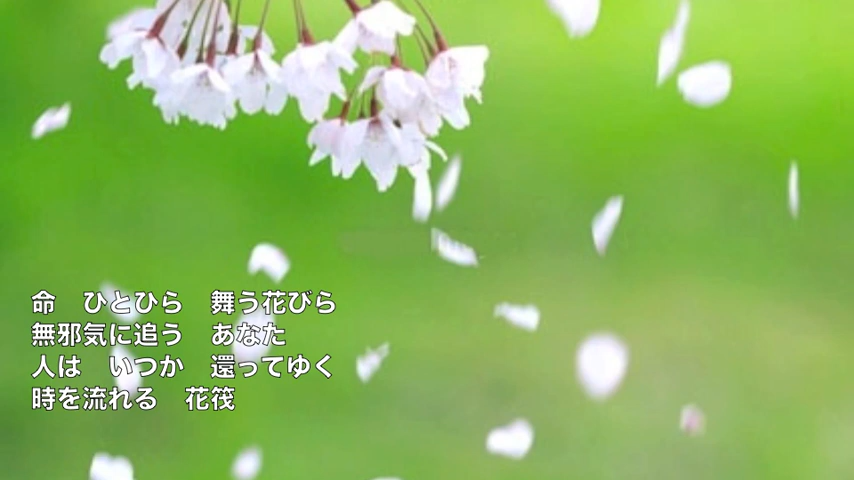 命　ひとひら　舞う花びら
無邪気に追う　あなた
人は　いつか　還ってゆく
時を流れる　花筏